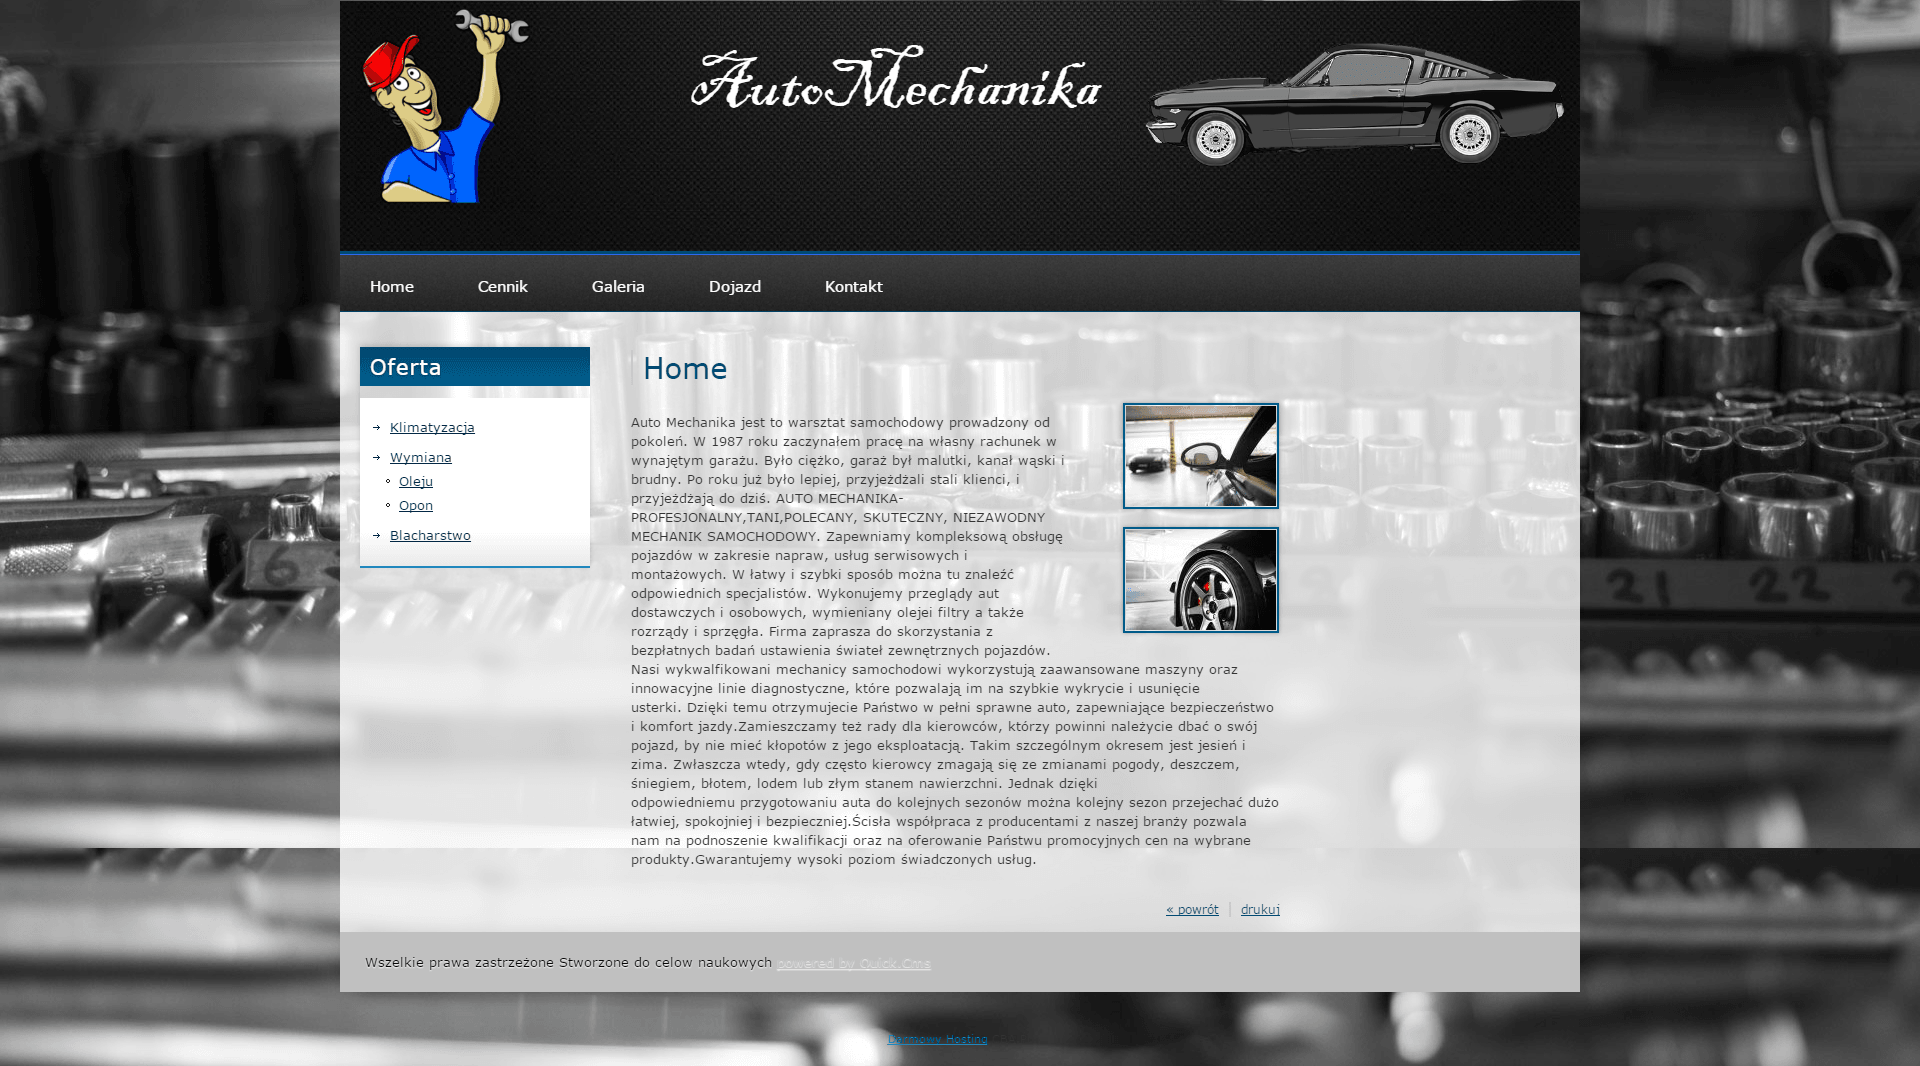 AutoMechanika
Home
Cennik
Galeria
Dojazd
Kontakt
Oferta
Klimatyzacja
Wymiana
Oleju
Opon
Blacharstwo
Home
Auto Mechanika jest to warsztat samochodowy prowadzony od
pokoleń. W 1987 roku zaczynałem pracę na własny rachunek w
wynajętym garażu. Było ciężko, garaż był malutki, kanał wąski i
brudny. Po roku już było lepiej, przyjeżdżali stali klienci, i
przyjeżdżają do dziś. AUTO MECHANIKA-
PROFESJONALNY,TANI,POLECANY, SKUTECZNY, NIEZAWODNY
MECHANIK SAMOCHODOWY. Zapewniamy kompleksową obsługę
pojazdów w zakresie napraw, usług serwisowych i
montażowych. W łatwy i szybki sposób można tu znaleźć
odpowiednich specjalistów. Wykonujemy przeglądy aut
dostawczych i osobowych, wymieniany olejei filtry a także
rozrządy i sprzęgła. Firma zaprasza do skorzystania z
bezpłatnych badań ustawienia świateł zewnętrznych pojazdów.
Nasi wykwalfikowani mechanicy samochodowi wykorzystują zaawansowane maszyny oraz
innowacyjne linie diagnostyczne, które pozwalają im na szybkie wykrycie i usunięcie
usterki. Dzięki temu otrzymujecie Państwo w pełni sprawne auto, zapewniające bezpieczeństwo
i komfort jazdy.Zamieszczamy też rady dla kierowców, którzy powinni należycie dbać o swój
pojazd, by nie mieć kłopotów z jego eksploatacją. Takim szczególnym okresem jest jesień i
zima. Zwłaszcza wtedy, gdy często kierowcy zmagają się ze zmianami pogody, deszczem,
śniegiem, błotem, lodem lub złym stanem nawierzchni. Jednak dzięki
odpowiedniemu przygotowaniu auta do kolejnych sezonów można kolejny sezon przejechać dużo
łatwiej, spokojniej i bezpieczniej.Ścisła współpraca z producentami z naszej branży pozwala
nam na podnoszenie kwalifikacji oraz na oferowanie Państwu promocyjnych cen na wybrane
produkty.Gwarantujemy wysoki poziom świadczonych usług.
« powrót
drukuj
Wszelkie prawa zastrzeżone Stworzone do celow naukowych powered by Quick.Cms
Darmowy Hosting
6
21
22